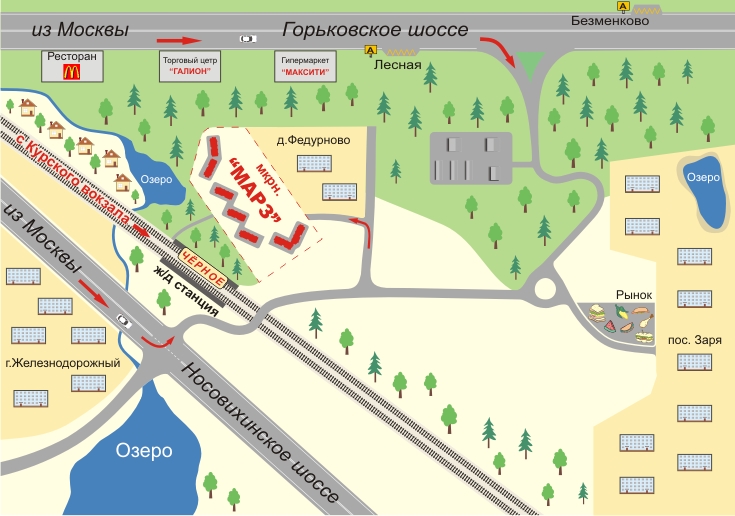 Безменково
А
из Москвы
Горьковское шоссе
А
Лесная
Ресторан
Торговый цетр
"ГАЛИОН"
Гипермаркет
"МАКСИТИ"
д.Федурново
мкрн.
"МАРЗ"
с Курского вокзала
Озеро
Озеро
из Москвы
ЧЁРНОЕ
ж/д станция
Рынок
пос. Заря
г.Железнодорожный
Носовихинское шоссе
Озеро